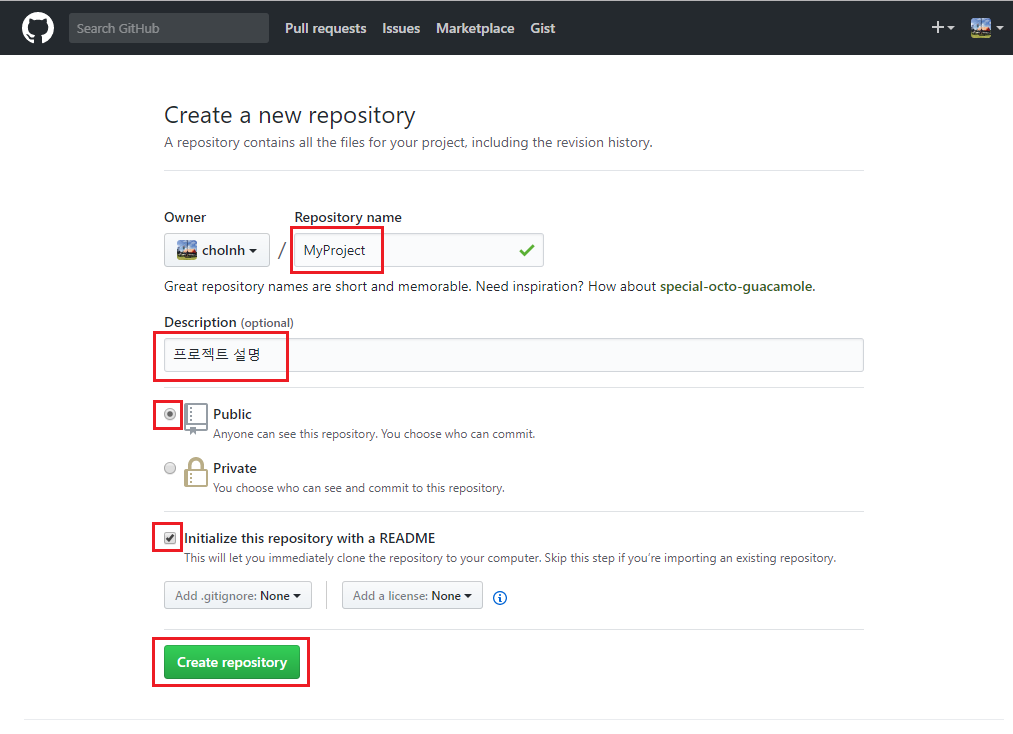 Search GitHub Pull requests Issues Marketplace Gist
Create a new repository
A repository contains all the files for your project, including the revision history.
Owner Repository name
cholnh / MyProject
Great repository names are short and memorable. Need inspiration? How about special-octo-guacamole.
Description (optional)
프로젝트 설명
Public
Anyone can see this repository. You choose who can commit.
Private
You choose who can see and commit to this repository.
Initialize this repository with a README
This will let you immediately clone the repository to your computer. Skip this step if you’re importing an existing repository.
Add .gitignore: None Add a license: None
Create repository